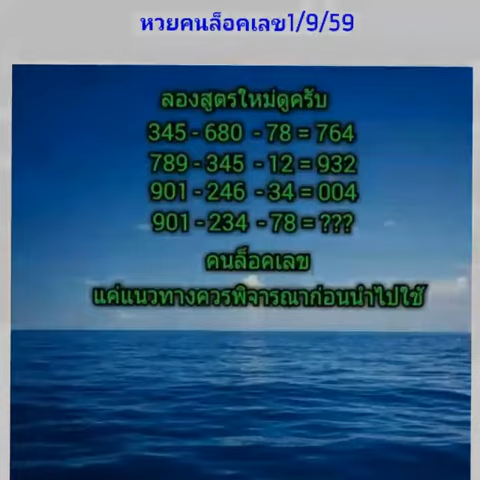 หวยคนล็อคเลข1/9/59
ลองสูตรใหม่ดูครับ
345 - 680 - 78 = 764
789 - 345 - 12 = 932
901 - 246 - 34 = 004
901 - 234 - 78 = ???
คนล็อคเลข
แค่แนวทางควรพิจารณาก่อนนำไปใช้